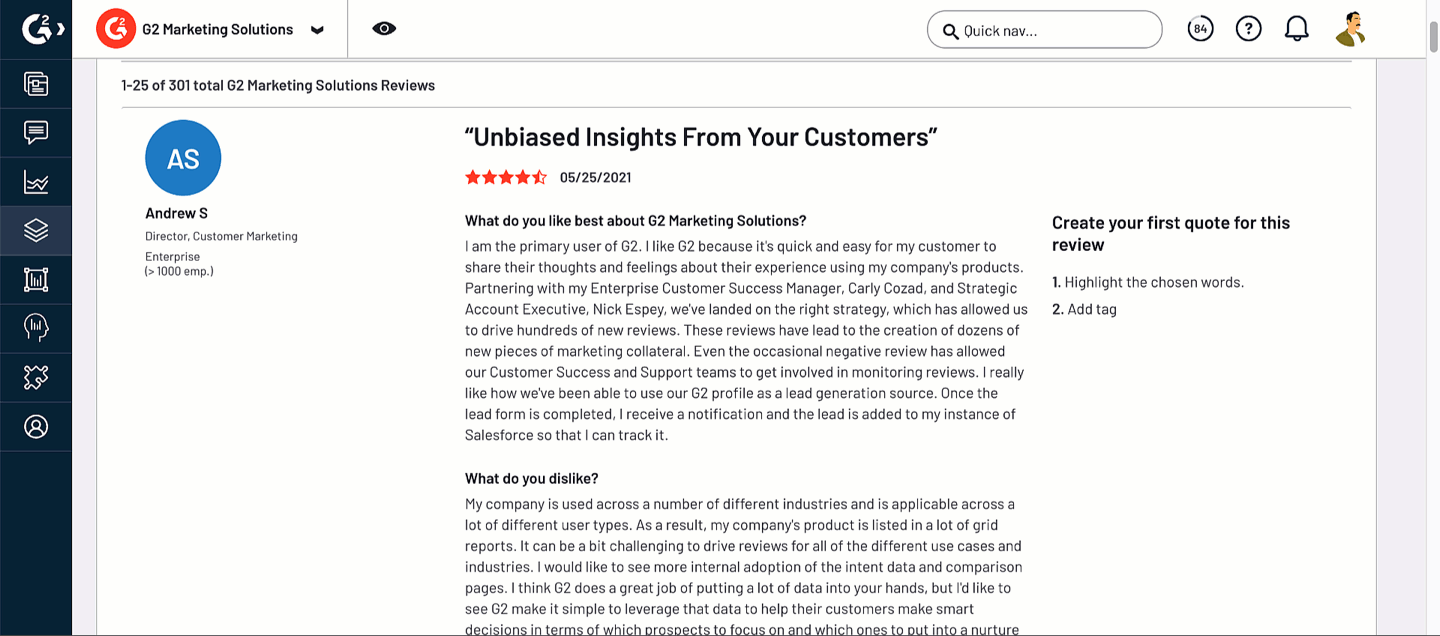 G2
G2 G2 Marketing Solutions
Quick nav...
84
?
1-25 of 301 total G2 Marketing Solutions Reviews
AS
Andrew S
Director, Customer Marketing
Enterprise
(> 1000 emp.)
“Unbiased Insights From Your Customers”
05/25/2021
What do you like best about G2 Marketing Solutions?
I am the primary user of G2. I like G2 because it's quick and easy for my customer to
share their thoughts and feelings about their experience using my company's products.
Partnering with my Enterprise Customer Success Manager, Carly Cozad, and Strategic
Account Executive, Nick Espey, we've landed on the right strategy, which has allowed us
to drive hundreds of new reviews. These reviews have lead to the creation of dozens of
new pieces of marketing collateral. Even the occasional negative review has allowed
our Customer Success and Support teams to get involved in monitoring reviews. I really
like how we've been able to use our G2 profile as a lead generation source. Once the
lead form is completed, I receive a notification and the lead is added to my instance of
Salesforce so that I can track it.
What do you dislike?
My company is used across a number of different industries and is applicable across a
lot of different user types. As a result, my company's product is listed in a lot of grid
reports. It can be a bit challenging to drive reviews for all of the different use cases and
industries. I would like to see more internal adoption of the intent data and comparison
pages. I think G2 does a great job of putting a lot of data into your hands, but I'd like to
see G2 make it simple to leverage that data to help their customers make smart
decisions in terms of which prospects to focus on and which ones to put into a nurture
Create your first quote for this
review
1. Highlight the chosen words.
2. Add tag